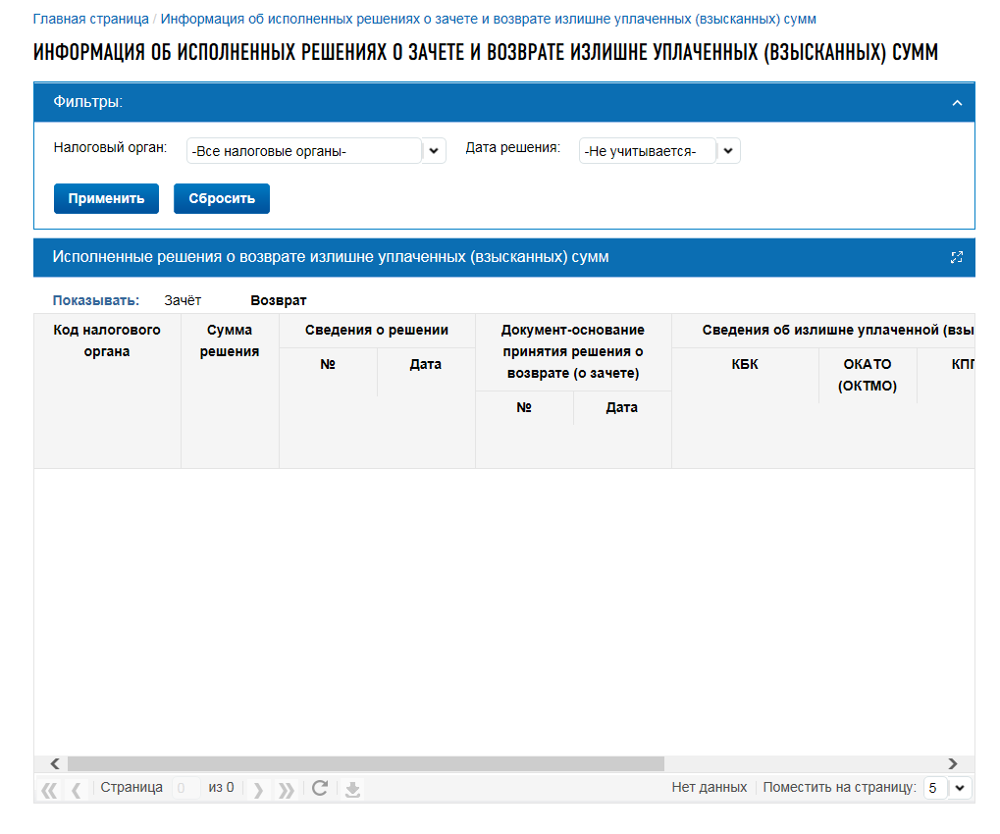 Главная страница / Информация об исполненных решениях о зачете и возврате излишне уплаченных (взысканных) сумм
ИНФОРМАЦИЯ ОБ ИСПОЛНЕННЫХ РЕШЕНИЯХ О ЗАЧЕТЕ И ВОЗВРАТЕ ИЗЛИШНЕ УПЛАЧЕННЫХ (ВЗЫСКАННЫХ) СУММ
Фильтры:
Налоговый орган: -Все налоговые органы- Дата решения: -Не учитывается-
Применить Сбросить
Исполненные решения о возврате излишне уплаченных (взысканных) сумм
Показывать: Зачёт Возврат
Код налогового
органа
Сумма
решения
Сведения о решении
№ Дата
Документ-основание
принятия решения о
возврате (о зачете)
№ Дата
Сведения об излишне уплаченной (взы
КБК
ОКАТО
(ОКТМО)
КПП
Страница 0 из 0 Нет данных Поместить на страницу: 5